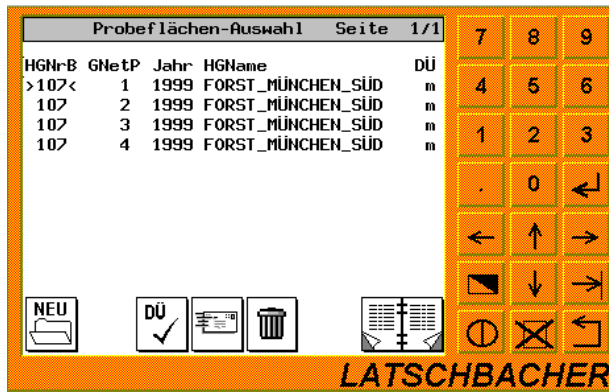 Probeflächen-Auswahl Seite 1/1
HGNrB GNetP Jahr HGName DÜ
>107< 1 1999 FORST_MÜNCHEN_SÜD m
107 2 1999 FORST_MÜNCHEN_SÜD m
107 3 1999 FORST_MÜNCHEN_SÜD m
107 4 1999 FORST_MÜNCHEN_SÜD m
NEU DÜ
7 8 9
4 5 6
1 2 3
. 0
LATSCHBACHER